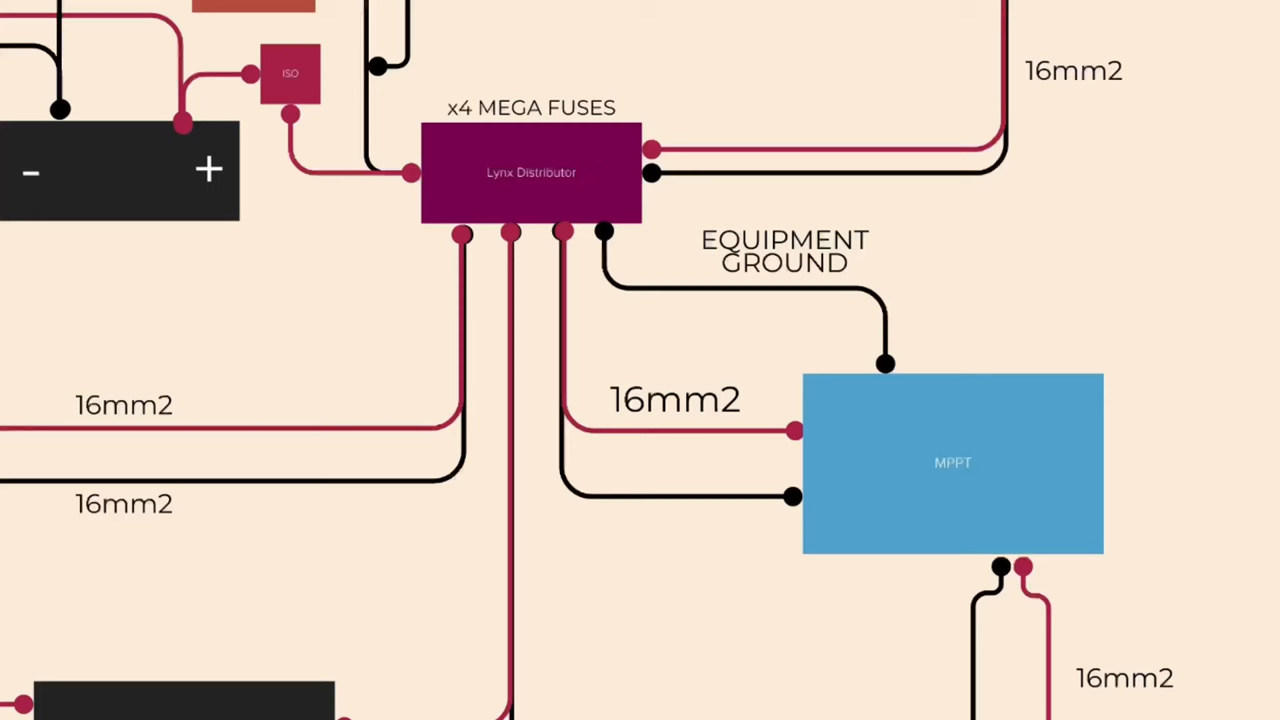 16mm2
ISO
x4 MEGA FUSES
- +
Lynx Distributor
EQUIPMENT
GROUND
16mm2
16mm2
MPPT
16mm2
16mm2